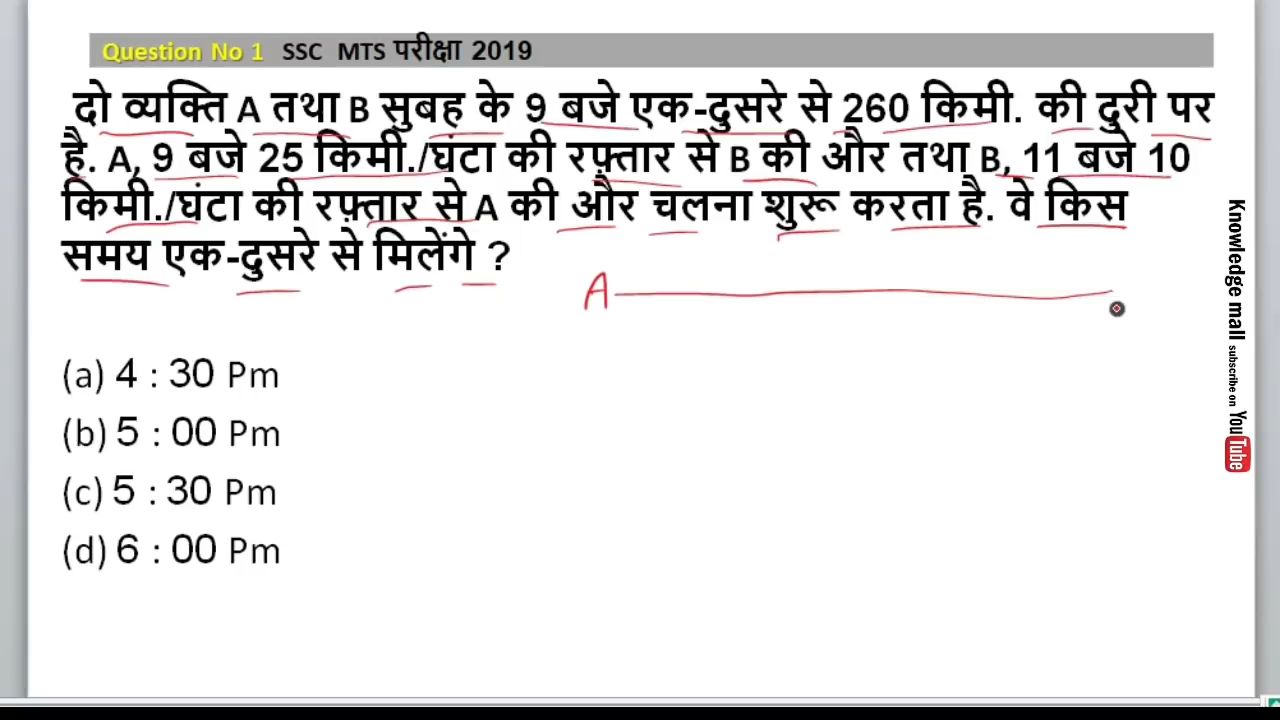 Question No 1 SSC MTS परीक्षा 2019
दो व्यक्ति A तथा B सुबह के 9 बजे एक-दुसरे से 260 किमी. की दुरी पर
है. A, 9 बजे 25 किमी./घंटा की रफ़्तार से B की और तथा B, 11 बजे 10
किमी./घंटा की रफ़्तार से A की और चलना शुरू करता है. वे किस
समय एक-दुसरे से मिलेंगे ?
A
(a) 4 : 30 Pm
(b) 5 : 00 Pm
(c) 5 : 30 Pm
(d) 6 : 00 Pm
Knowledge mall subscribe on YouTube